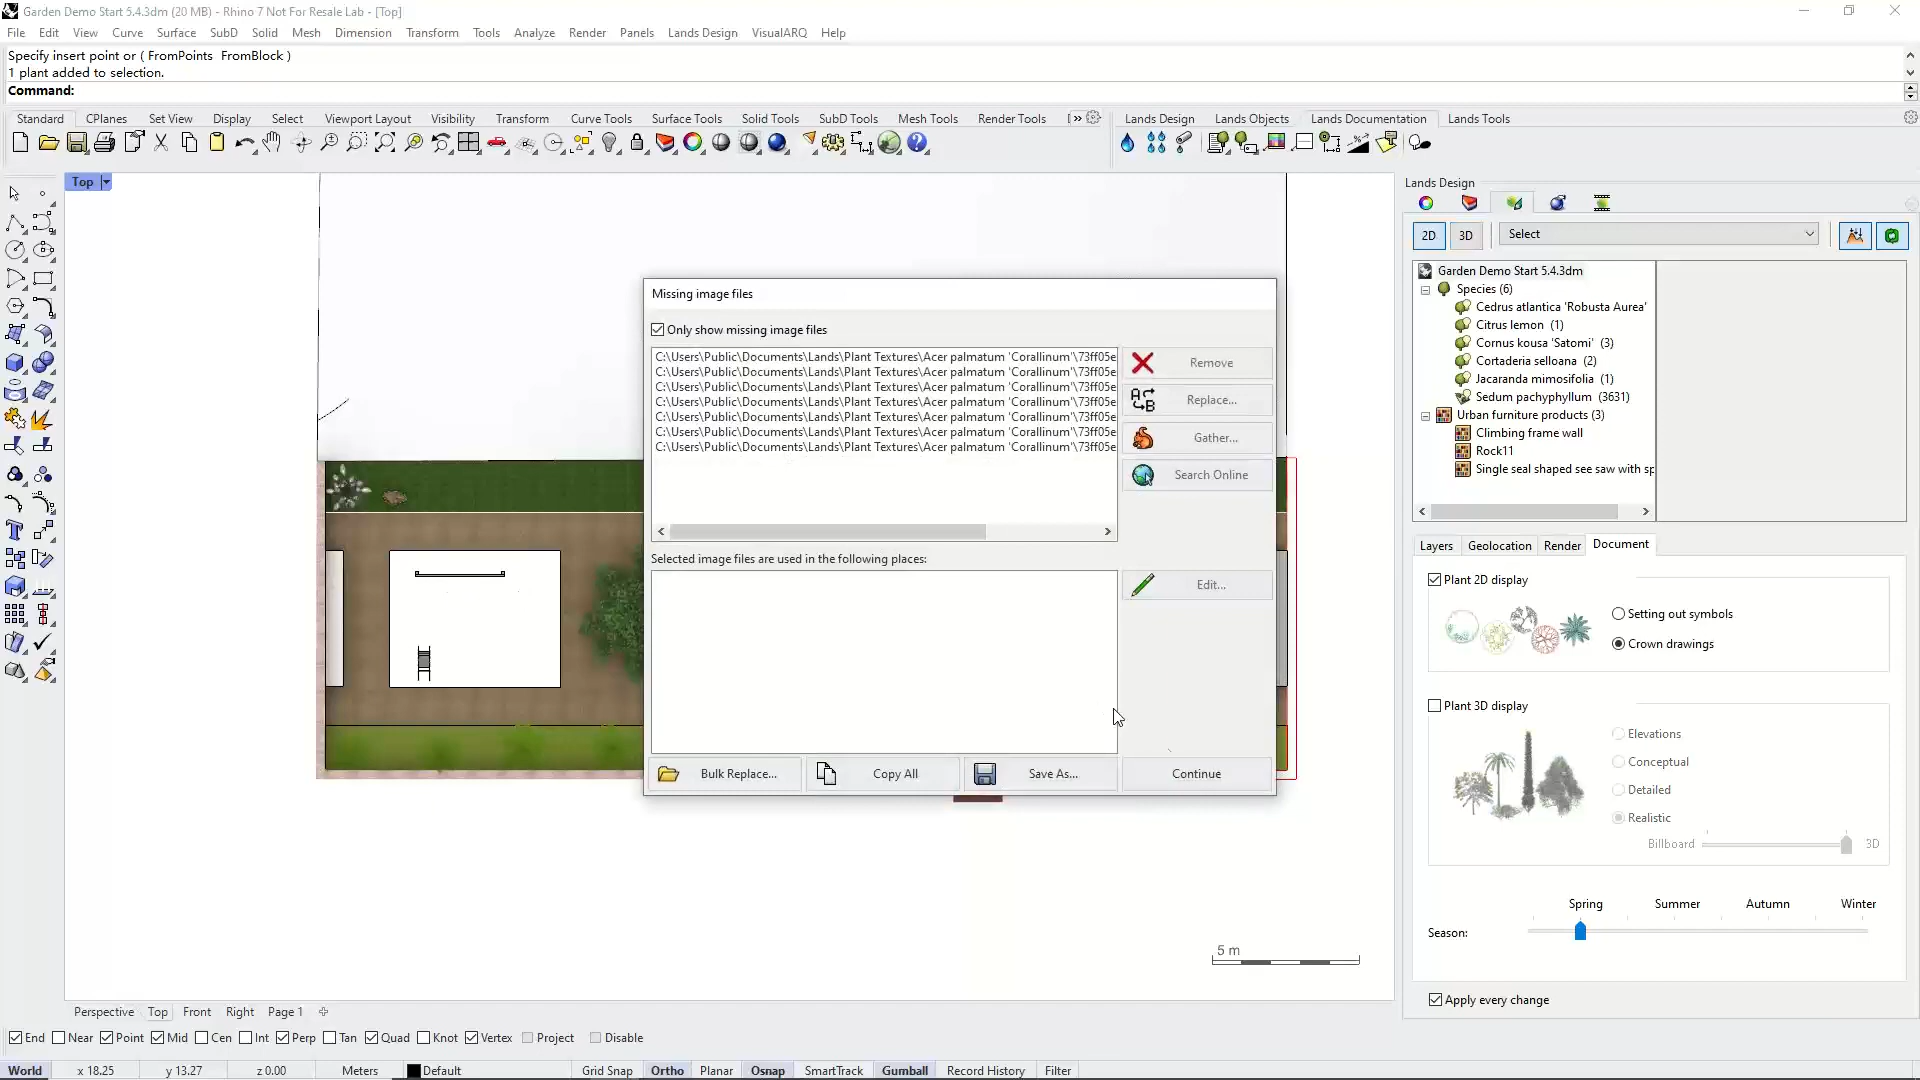 Garden Demo Start 5.4.3dm (20 MB) - Rhino 7 Not For Resale Lab - [Top]
File Edit View Curve Surface SubD Solid Mesh Dimension Transform Tools Analyze Render Panels Lands Design VisualARQ Help
Specify insert point or ( FromPoints FromBlock )
1 plant added to selection.
Command:
Standard CPlanes Set View Display Select Viewport Layout Visibility Transform Curve Tools Surface Tools Solid Tools SubD Tools Mesh Tools Render Tools
Lands Design Lands Objects Lands Documentation Lands Tools
Top
Lands Design
2D 3D Select
Garden Demo Start 5.4.3dm
Species (6)
Cedrus atlantica 'Robusta Aurea'
Citrus lemon (1)
Cornus kousa 'Satomi' (3)
Cortaderia selloana (2)
Jacaranda mimosifolia (1)
Sedum pachyphyllum (3631)
Urban furniture products (3)
Climbing frame wall
Rock11
Single seal shaped see saw with sp
Missing image files
Only show missing image files
C:\Users\Public\Documents\Lands\Plant Textures\Acer palmatum 'Corallinum'\73ff05e
C:\Users\Public\Documents\Lands\Plant Textures\Acer palmatum 'Corallinum'\73ff05e
C:\Users\Public\Documents\Lands\Plant Textures\Acer palmatum 'Corallinum'\73ff05e
C:\Users\Public\Documents\Lands\Plant Textures\Acer palmatum 'Corallinum'\73ff05e
C:\Users\Public\Documents\Lands\Plant Textures\Acer palmatum 'Corallinum'\73ff05e
C:\Users\Public\Documents\Lands\Plant Textures\Acer palmatum 'Corallinum'\73ff05e
C:\Users\Public\Documents\Lands\Plant Textures\Acer palmatum 'Corallinum'\73ff05e
Remove
Replace...
Gather...
Search Online
Selected image files are used in the following places:
Edit...
Bulk Replace... Copy All Save As... Continue
Layers Geolocation Render Document
Plant 2D display
Setting out symbols
Crown drawings
Plant 3D display
Elevations
Conceptual
Detailed
Realistic
Billboard 3D
Spring Summer Autumn Winter
Season:
Apply every change
5 m
Perspective Top Front Right Page 1
End Near Point Mid Cen Int Perp Tan Quad Knot Vertex Project Disable
World x 18.25 y 13.27 z 0.00 Meters Default Grid Snap Ortho Planar Osnap SmartTrack Gumball Record History Filter